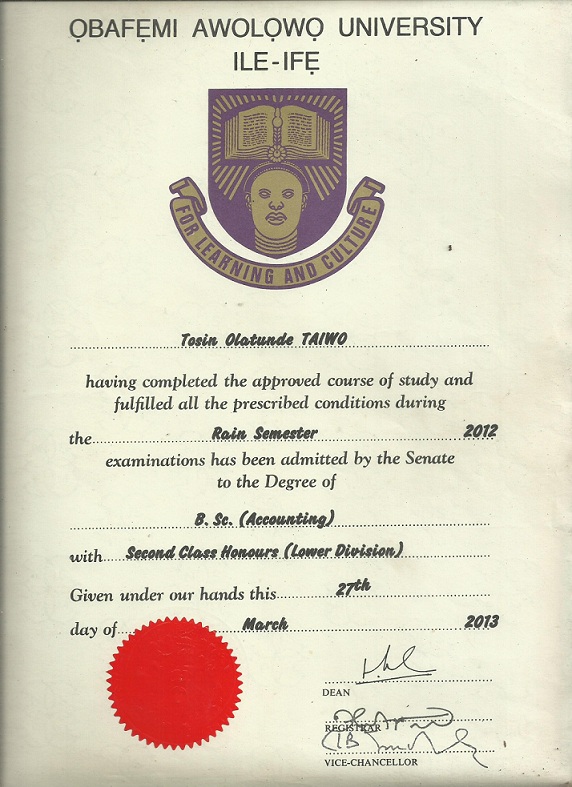 ỌBAFẸMI AWOLỌWỌ UNIVERSITY
ILE-IFẸ
FOR LEARNING AND CULTURE
Tosin Olatunde TAIWO
having completed the approved course of study and
fulfilled all the prescribed conditions during
the Rain Semester 2012
examinations has been admitted by the Senate
to the Degree of
B. Sc. (Accounting)
with Second Class Honours (Lower Division)
Given under our hands this 27th
day of March 2013
DEAN
REGISTRAR
VICE-CHANCELLOR